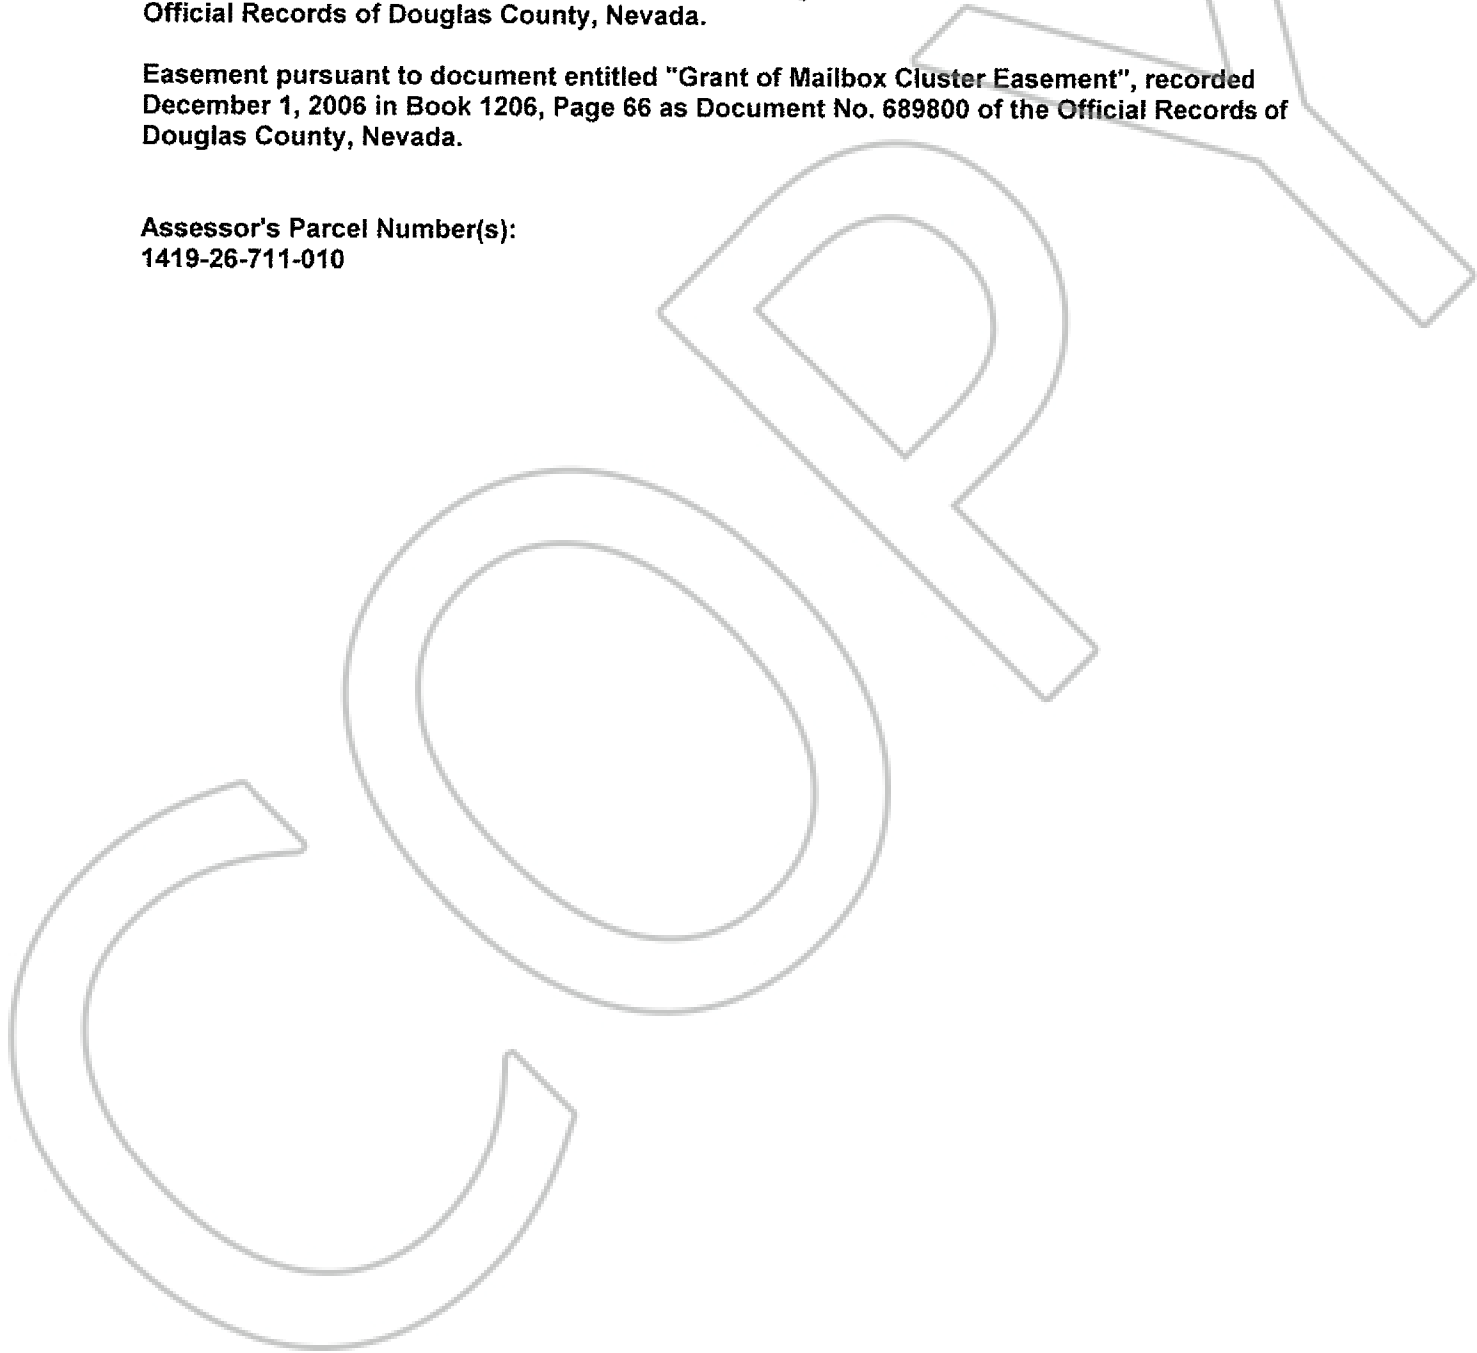 Official Records of Douglas County, Nevada.
Easement pursuant to document entitled "Grant of Mailbox Cluster Easement", recorded
December 1, 2006 in Book 1206, Page 66 as Document No. 689800 of the Official Records of
Douglas County, Nevada.
Assessor's Parcel Number(s):
1419-26-711-010
COPY